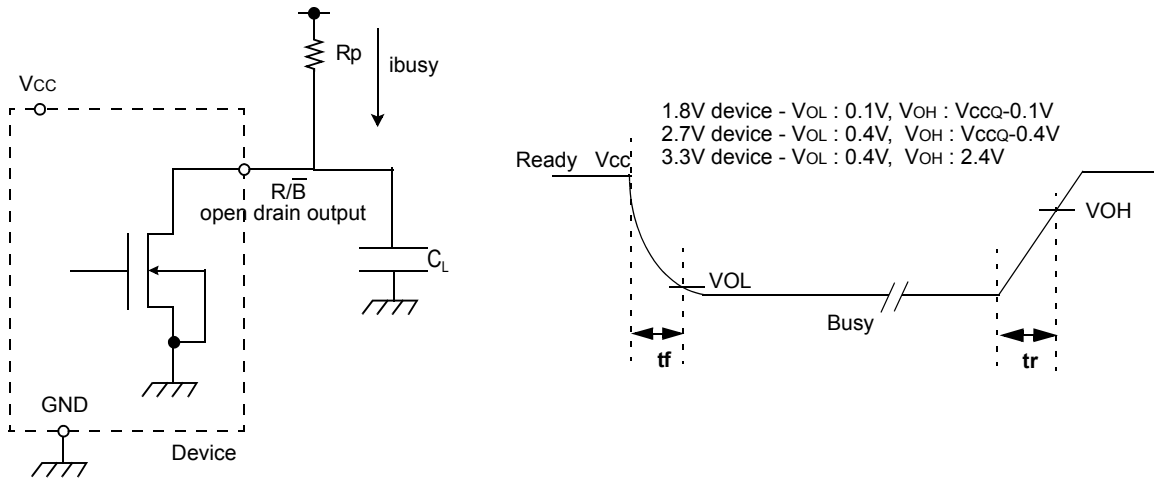 Rp
ibusy
VCC
R/B̅
open drain output
CL
GND
Device
1.8V device - VOL : 0.1V, VOH : VCCQ-0.1V
2.7V device - VOL : 0.4V, VOH : VCCQ-0.4V
3.3V device - VOL : 0.4V, VOH : 2.4V
Ready Vcc
VOH
VOL
Busy
tf
tr